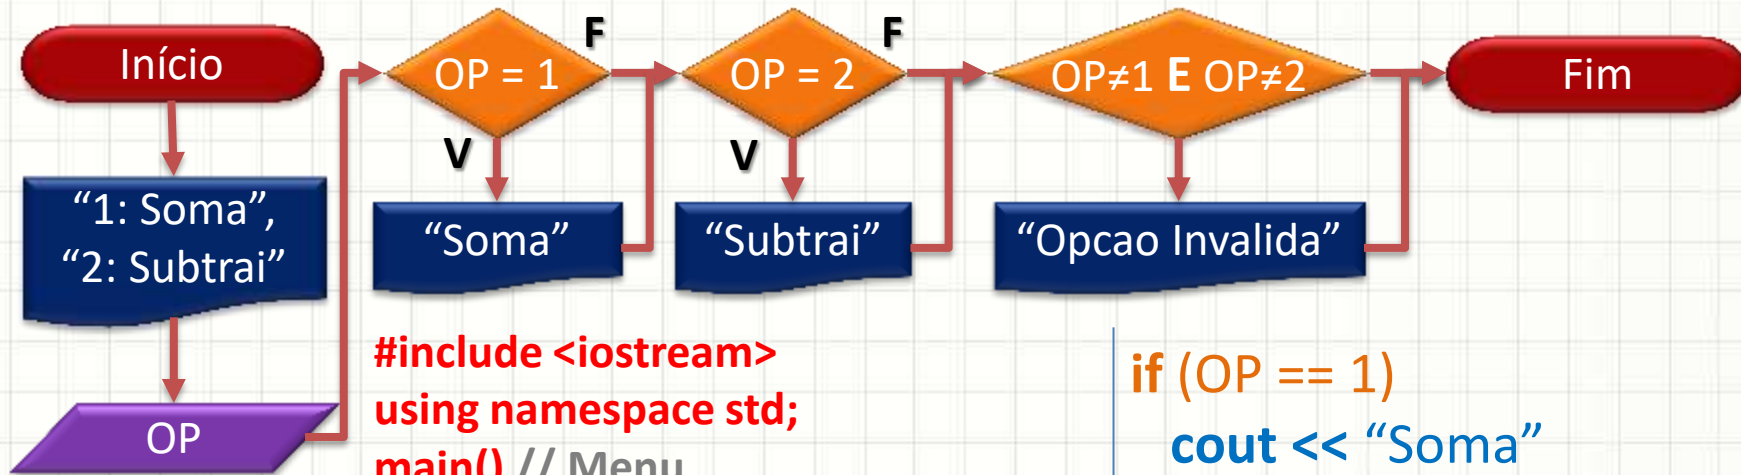 Início
“1: Soma”,
“2: Subtrai”
OP
OP = 1
F
V
“Soma”
OP = 2
F
V
“Subtrai”
OP≠1 E OP≠2
“Opcao Invalida”
Fim
#include <iostream>
using namespace std;
main() // Menu
if (OP == 1)
cout << “Soma”